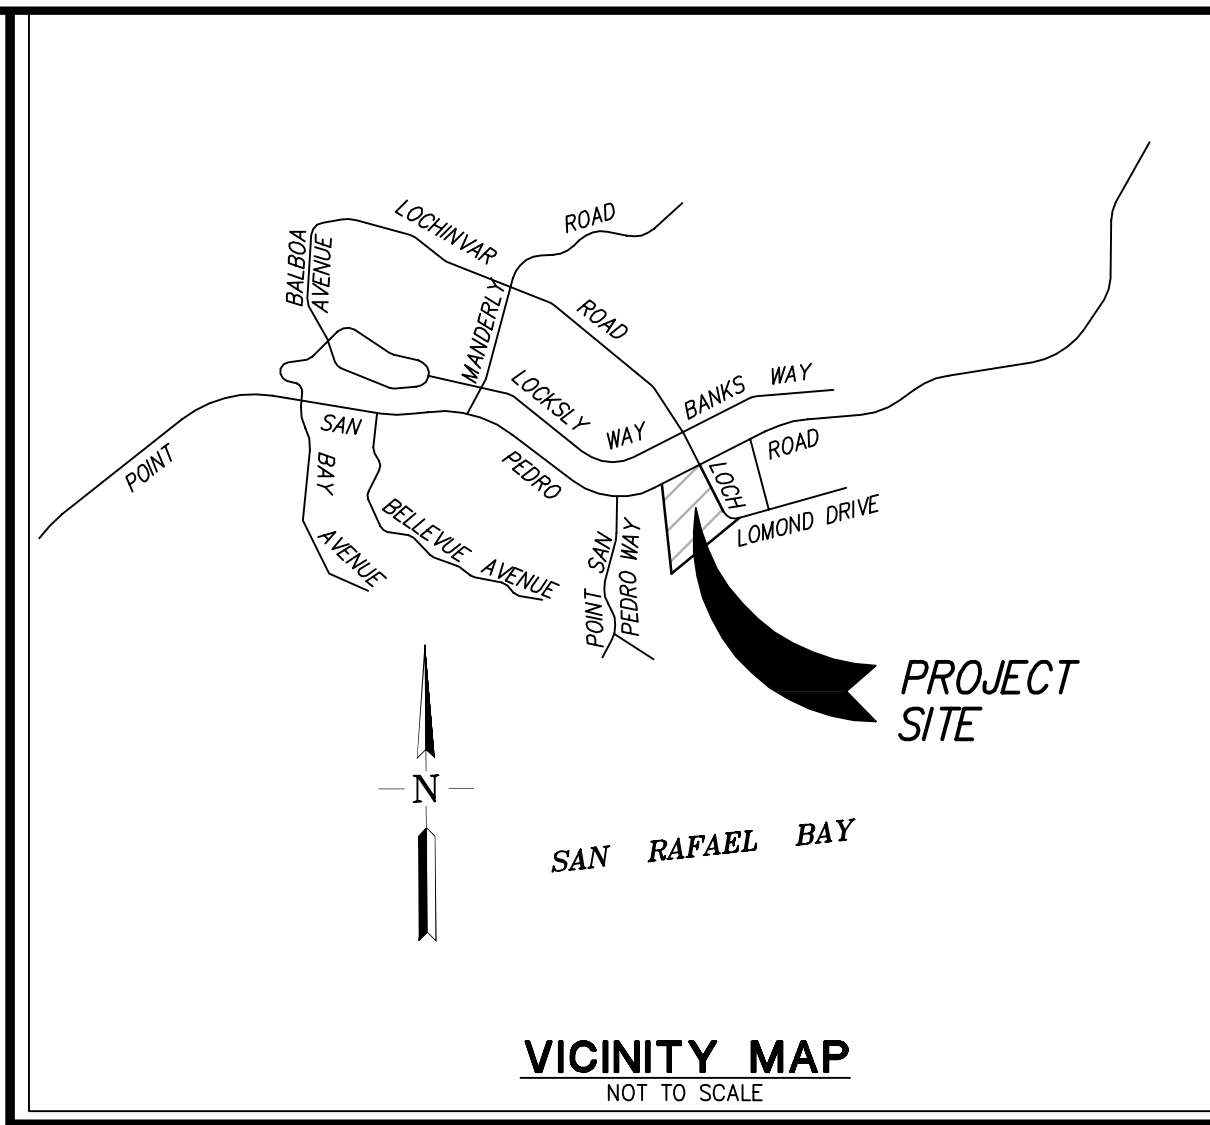 LOCHINVAR
ROAD
ROAD
BALBOA
AVENUE
MANDERLY
LOCKSLY
WAY
BANKS WAY
POINT
SAN
PEDRO
ROAD
BAY
AVENUE
BELLEVUE AVENUE
POINT SAN
PEDRO WAY
LOCH
LOMOND DRIVE
PROJECT
SITE
N
SAN RAFAEL BAY
VICINITY MAP
NOT TO SCALE